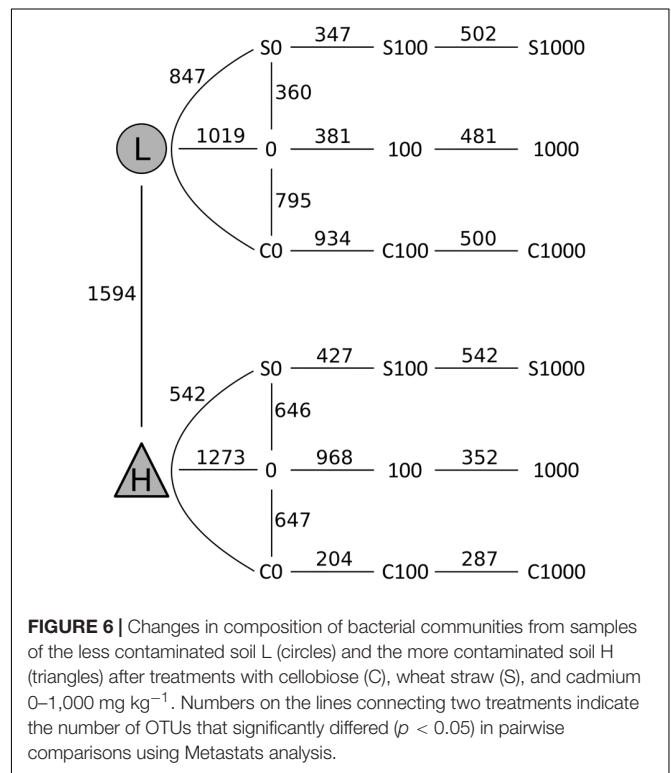 S0 347 S100 502 S1000
847
360
L 1019 0 381 100 481 1000
795
C0 934 C100 500 C1000
1594
S0 427 S100 542 S1000
542
646
H 1273 0 968 100 352 1000
647
C0 204 C100 287 C1000
FIGURE 6 | Changes in composition of bacterial communities from samples
of the less contaminated soil L (circles) and the more contaminated soil H
(triangles) after treatments with cellobiose (C), wheat straw (S), and cadmium
0–1,000 mg kg⁻¹. Numbers on the lines connecting two treatments indicate
the number of OTUs that significantly differed (p < 0.05) in pairwise
comparisons using Metastats analysis.